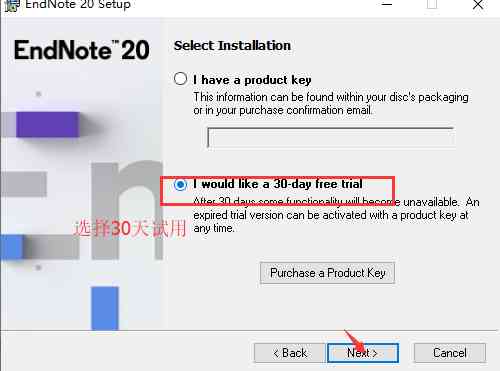 EndNote 20 Setup
EndNote™ 20
Select Installation
I have a product key
This information can be found within your disc's packaging
or in your purchase confirmation email.
I would like a 30-day free trial
After 30 days some functionality will become unavailable. An
expired trial version can be activated with a product key at
any time.
选择30天试用
Purchase a Product Key
< Back
Next >
Cancel